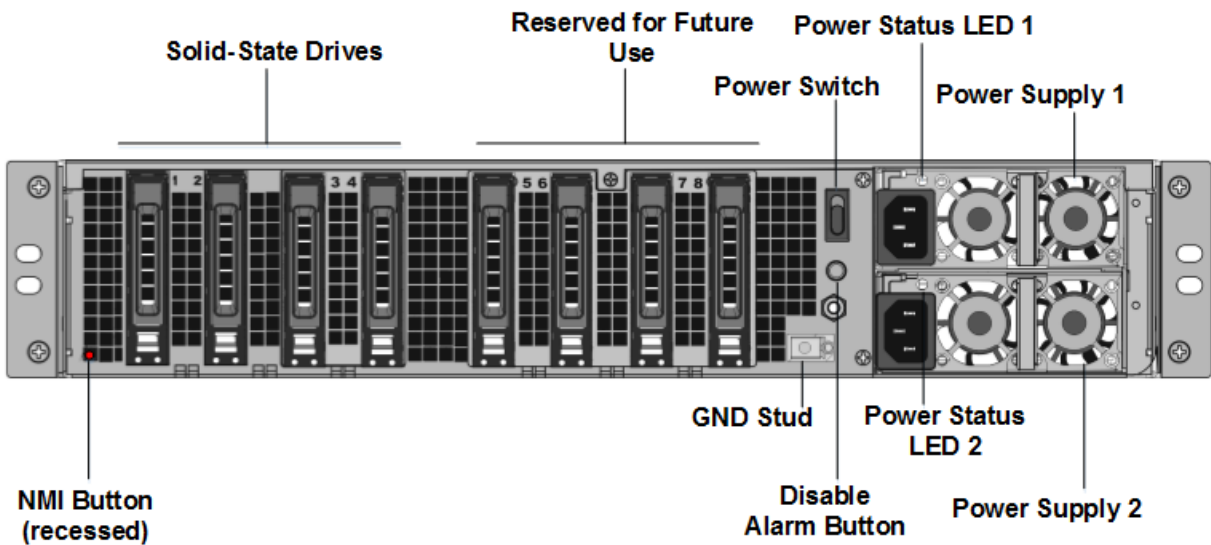 Reserved for Future
Use
Power Status LED 1
Solid-State Drives
Power Switch
Power Supply 1
1 2
3 4
5 6
7 8
GND Stud
Power Status
LED 2
NMI Button
(recessed)
Disable
Alarm Button
Power Supply 2